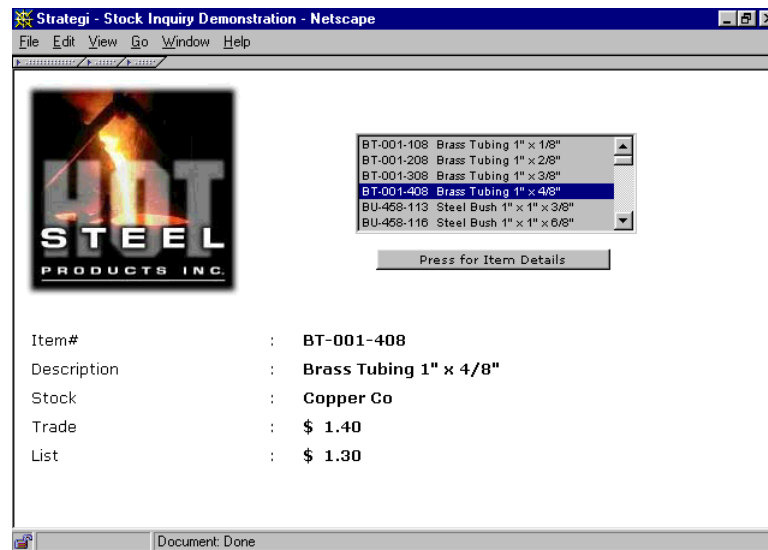 Strategi - Stock Inquiry Demonstration - Netscape
File Edit View Go Window Help
HOT
STEEL
PRODUCTS INC.
BT-001-108 Brass Tubing 1" x 1/8"
BT-001-208 Brass Tubing 1" x 2/8"
BT-001-308 Brass Tubing 1" x 3/8"
BT-001-408 Brass Tubing 1" x 4/8"
BU-458-113 Steel Bush 1" x 1" x 3/8"
BU-458-116 Steel Bush 1" x 1" x 6/8"
Press for Item Details
Item# : BT-001-408
Description : Brass Tubing 1" x 4/8"
Stock : Copper Co
Trade : $ 1.40
List : $ 1.30
Document: Done